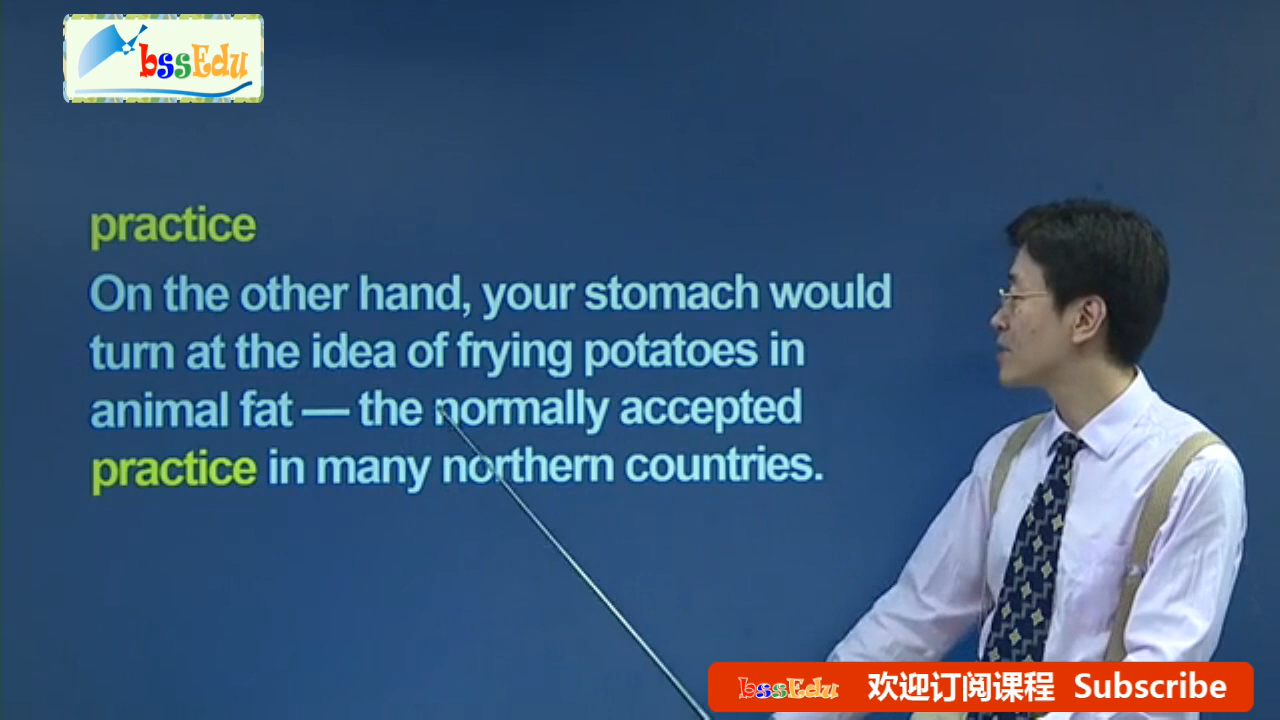 bssEdu
practice
On the other hand, your stomach would
turn at the idea of frying potatoes in
animal fat — the normally accepted
practice in many northern countries.
bssEdu 欢迎订阅课程 Subscribe